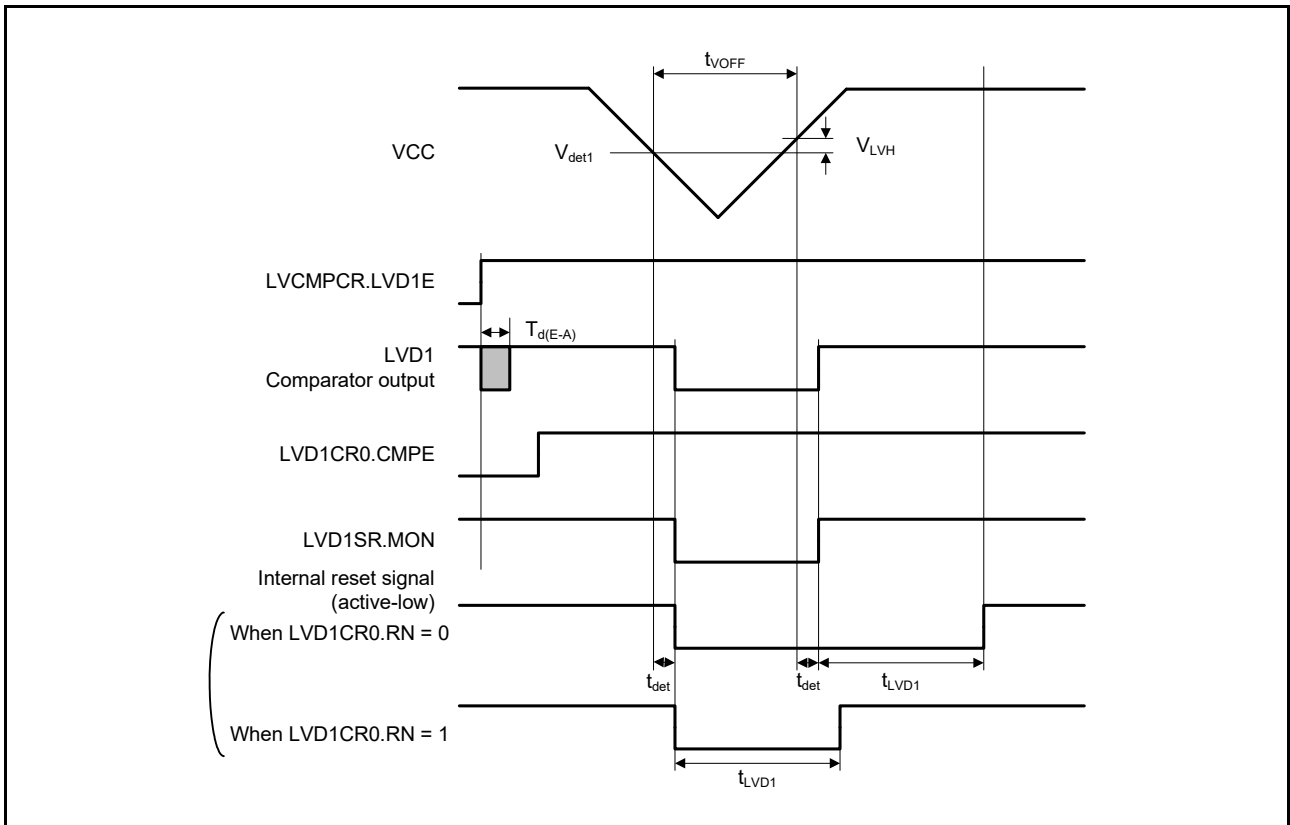 tVOFF
VCC
Vdet1
VLVH
LVCMPCR.LVD1E
Td(E-A)
LVD1
Comparator output
LVD1CR0.CMPE
LVD1SR.MON
Internal reset signal
(active-low)
When LVD1CR0.RN = 0
tdet
tdet
tLVD1
When LVD1CR0.RN = 1
tLVD1